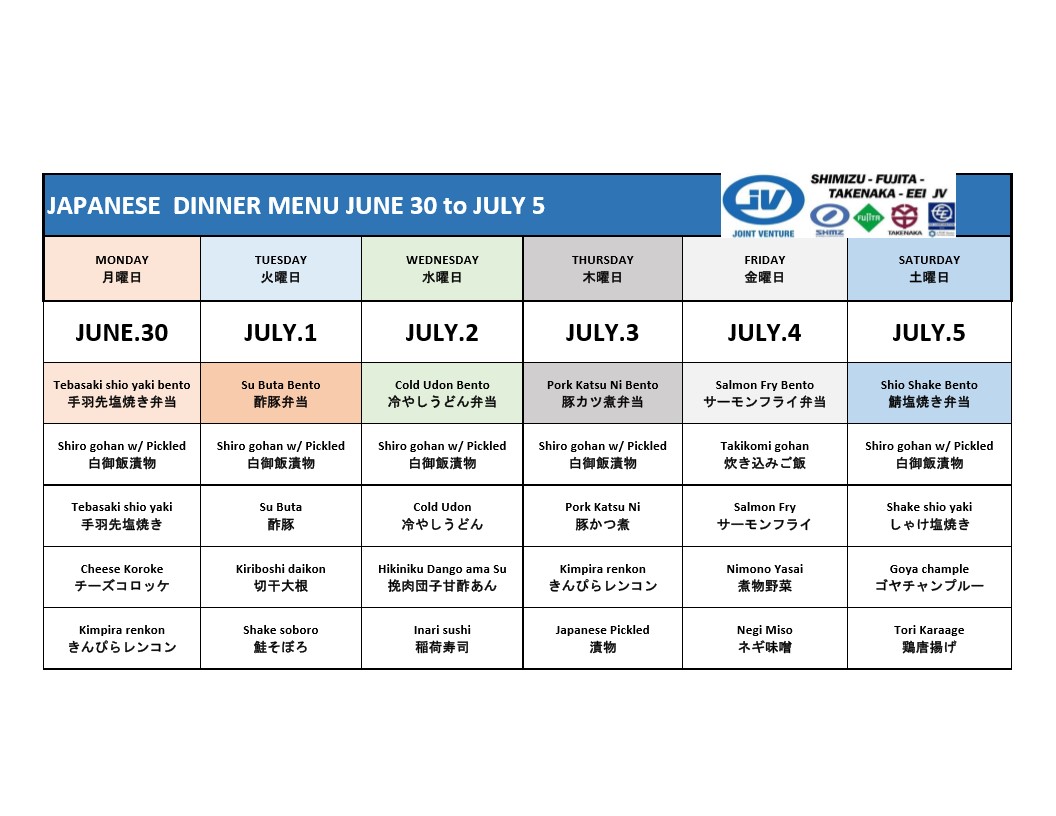 JAPANESE  DINNER MENU JUNE 30 to JULY 5
JV
JOINT VENTURE
SHIMIZU - FUJITA -
TAKENAKA - EEI JV
SHMZ
FUJITA
TAKENAKA
EEI
MONDAY
月曜日
TUESDAY
火曜日
WEDNESDAY
水曜日
THURSDAY
木曜日
FRIDAY
金曜日
SATURDAY
土曜日
JUNE.30
JULY.1
JULY.2
JULY.3
JULY.4
JULY.5
Tebasaki shio yaki bento
手羽先塩焼き弁当
Su Buta Bento
酢豚弁当
Cold Udon Bento
冷やしうどん弁当
Pork Katsu Ni Bento
豚カツ煮弁当
Salmon Fry Bento
サーモンフライ弁当
Shio Shake Bento
鯖塩焼き弁当
Shiro gohan w/ Pickled
白御飯漬物
Shiro gohan w/ Pickled
白御飯漬物
Shiro gohan w/ Pickled
白御飯漬物
Shiro gohan w/ Pickled
白御飯漬物
Takikomi gohan
炊き込みご飯
Shiro gohan w/ Pickled
白御飯漬物
Tebasaki shio yaki
手羽先塩焼き
Su Buta
酢豚
Cold Udon
冷やしうどん
Pork Katsu Ni
豚かつ煮
Salmon Fry
サーモンフライ
Shake shio yaki
しゃけ塩焼き
Cheese Koroke
チーズコロッケ
Kiriboshi daikon
切干大根
Hikiniku Dango ama Su
挽肉団子甘酢あん
Kimpira renkon
きんぴらレンコン
Nimono Yasai
煮物野菜
Goya chample
ゴヤチャンプルー
Kimpira renkon
きんぴらレンコン
Shake soboro
鮭そぼろ
Inari sushi
稲荷寿司
Japanese Pickled
漬物
Negi Miso
ネギ味噌
Tori Karaage
鶏唐揚げ